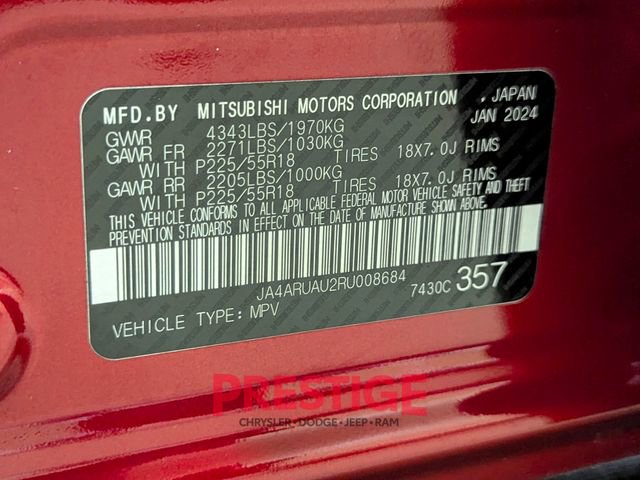 MFD.BY MITSUBISHI MOTORS CORPORATION , JAPAN
JAN 2024
GVWR 4343LBS/1970KG
GAWR FR 2271LBS/1030KG
WITH P225/55R18 TIRES 18X7.0J RIMS
GAWR RR 2205LBS/1000KG
WITH P225/55R18 TIRES 18X7.0J RIMS
THIS VEHICLE CONFORMS TO ALL APPLICABLE FEDERAL MOTOR VEHICLE SAFETY AND THEFT
PREVENTION STANDARDS IN EFFECT ON THE DATE OF MANUFACTURE SHOWN ABOVE.
JA4ARUAU2RU008684 7430C 357
VEHICLE TYPE: MPV
PRESTIGE
CHRYSLER•DODGE•JEEP•RAM